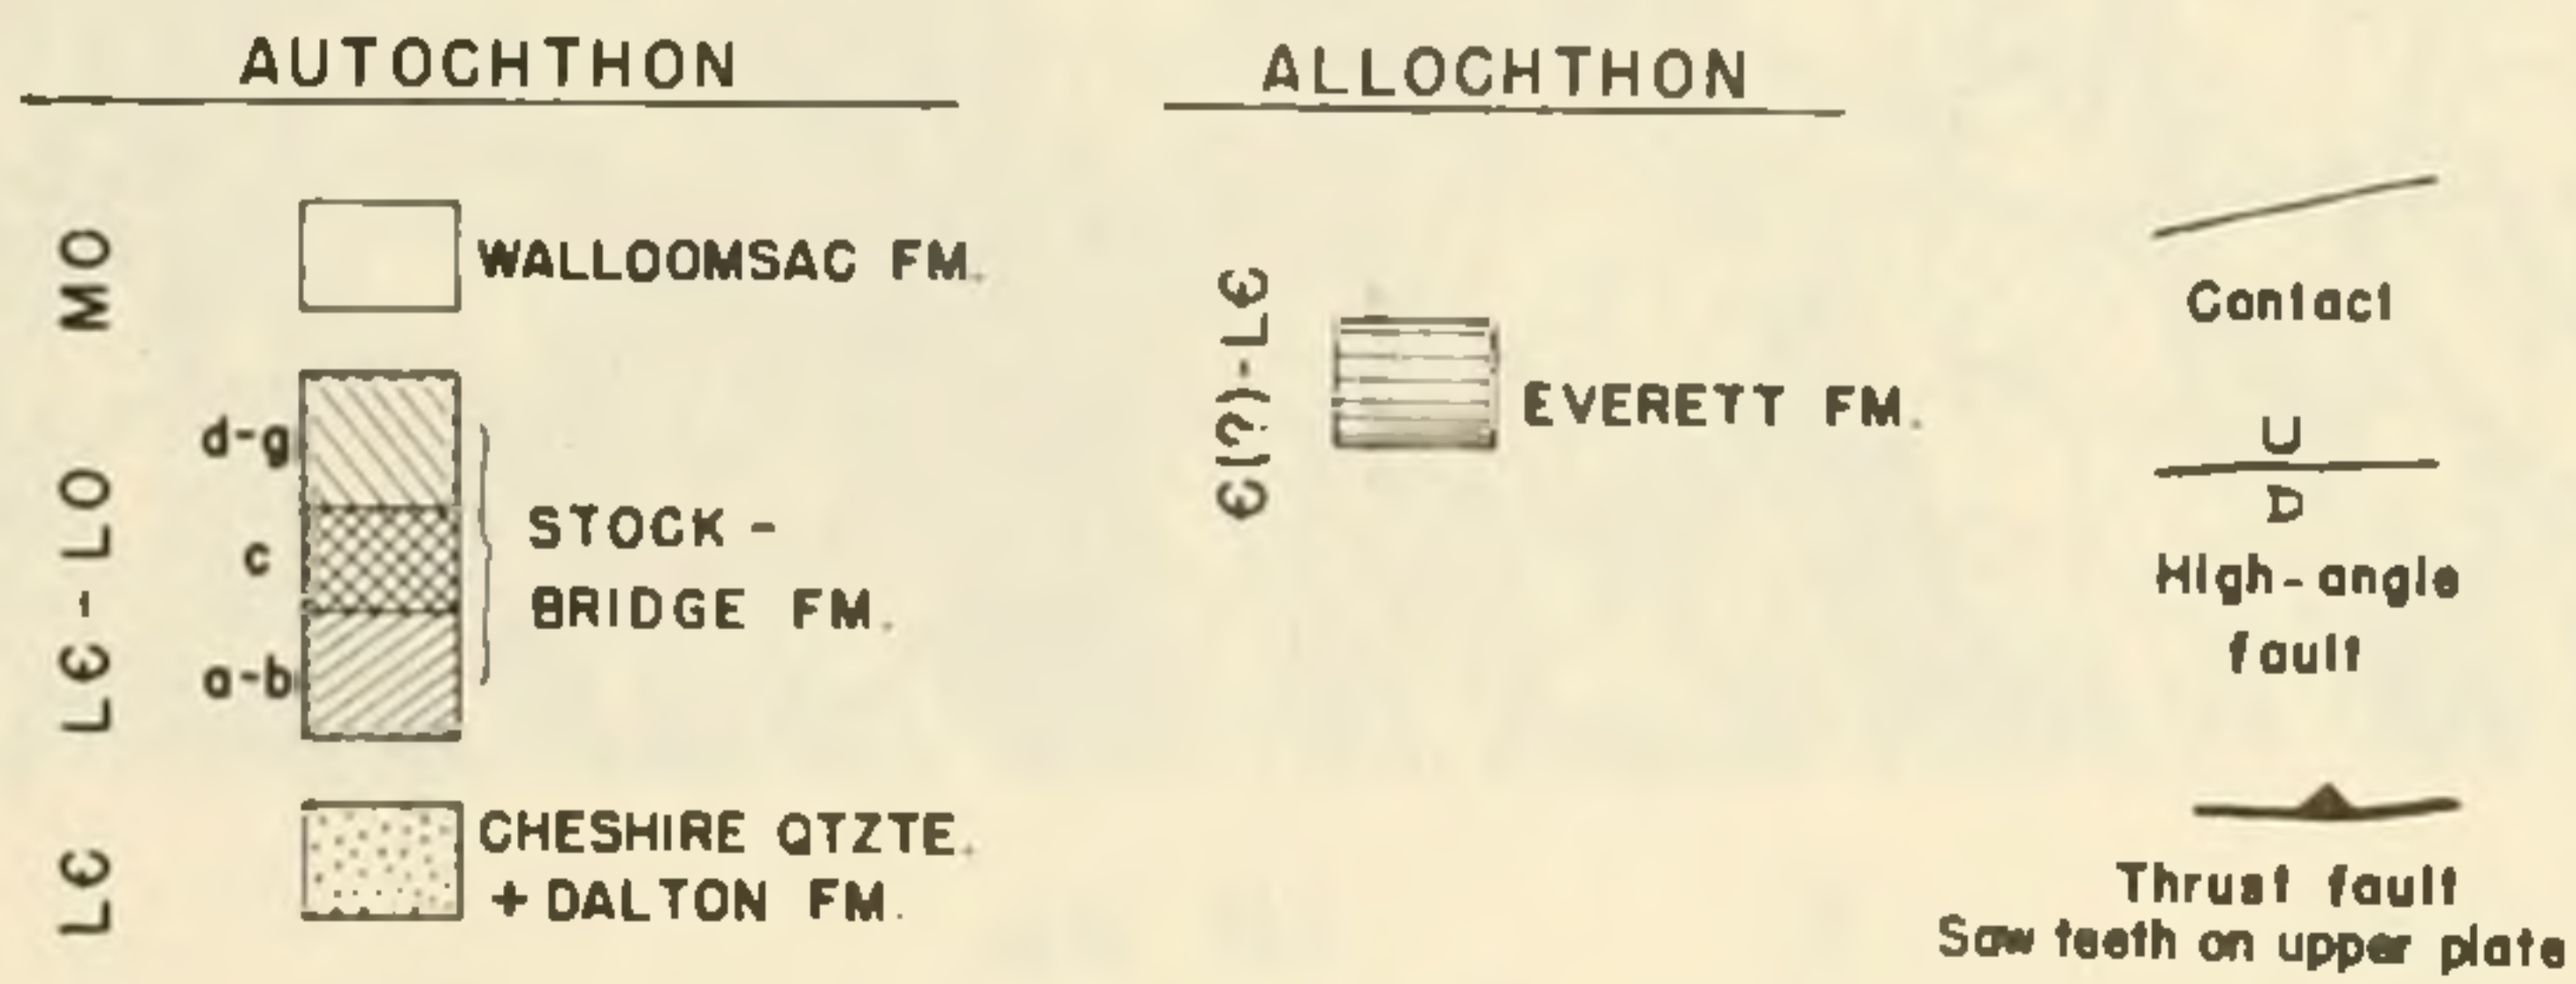 AUTOCHTHON
MO
WALLOOMSAC FM.
LЄ-LO
d-g
c
a-b
STOCK-
BRIDGE FM.
LЄ
CHESHIRE QTZTE.
+ DALTON FM.
ALLOCHTHON
Є(?)-LЄ
EVERETT FM.
Contact
U
D
High-angle
fault
Thrust fault
Saw teeth on upper plate